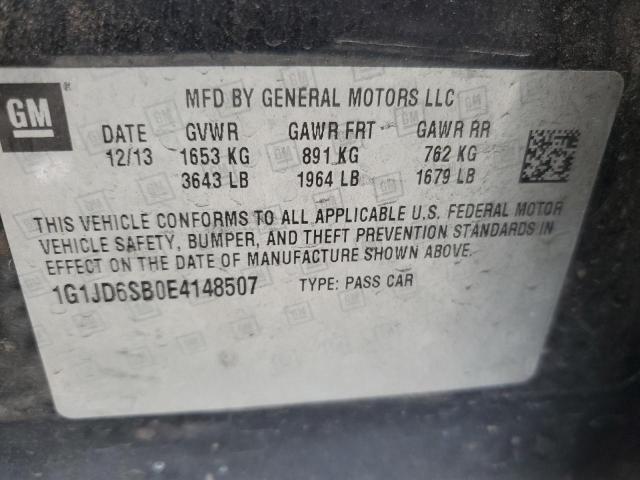 GM
MFD BY GENERAL MOTORS LLC
DATE GVWR GAWR FRT GAWR RR
12/13 1653 KG 891 KG 762 KG
3643 LB 1964 LB 1679 LB
THIS VEHICLE CONFORMS TO ALL APPLICABLE U.S. FEDERAL MOTOR
VEHICLE SAFETY, BUMPER, AND THEFT PREVENTION STANDARDS IN
EFFECT ON THE DATE OF MANUFACTURE SHOWN ABOVE.
1G1JD6SB0E4148507 TYPE: PASS CAR